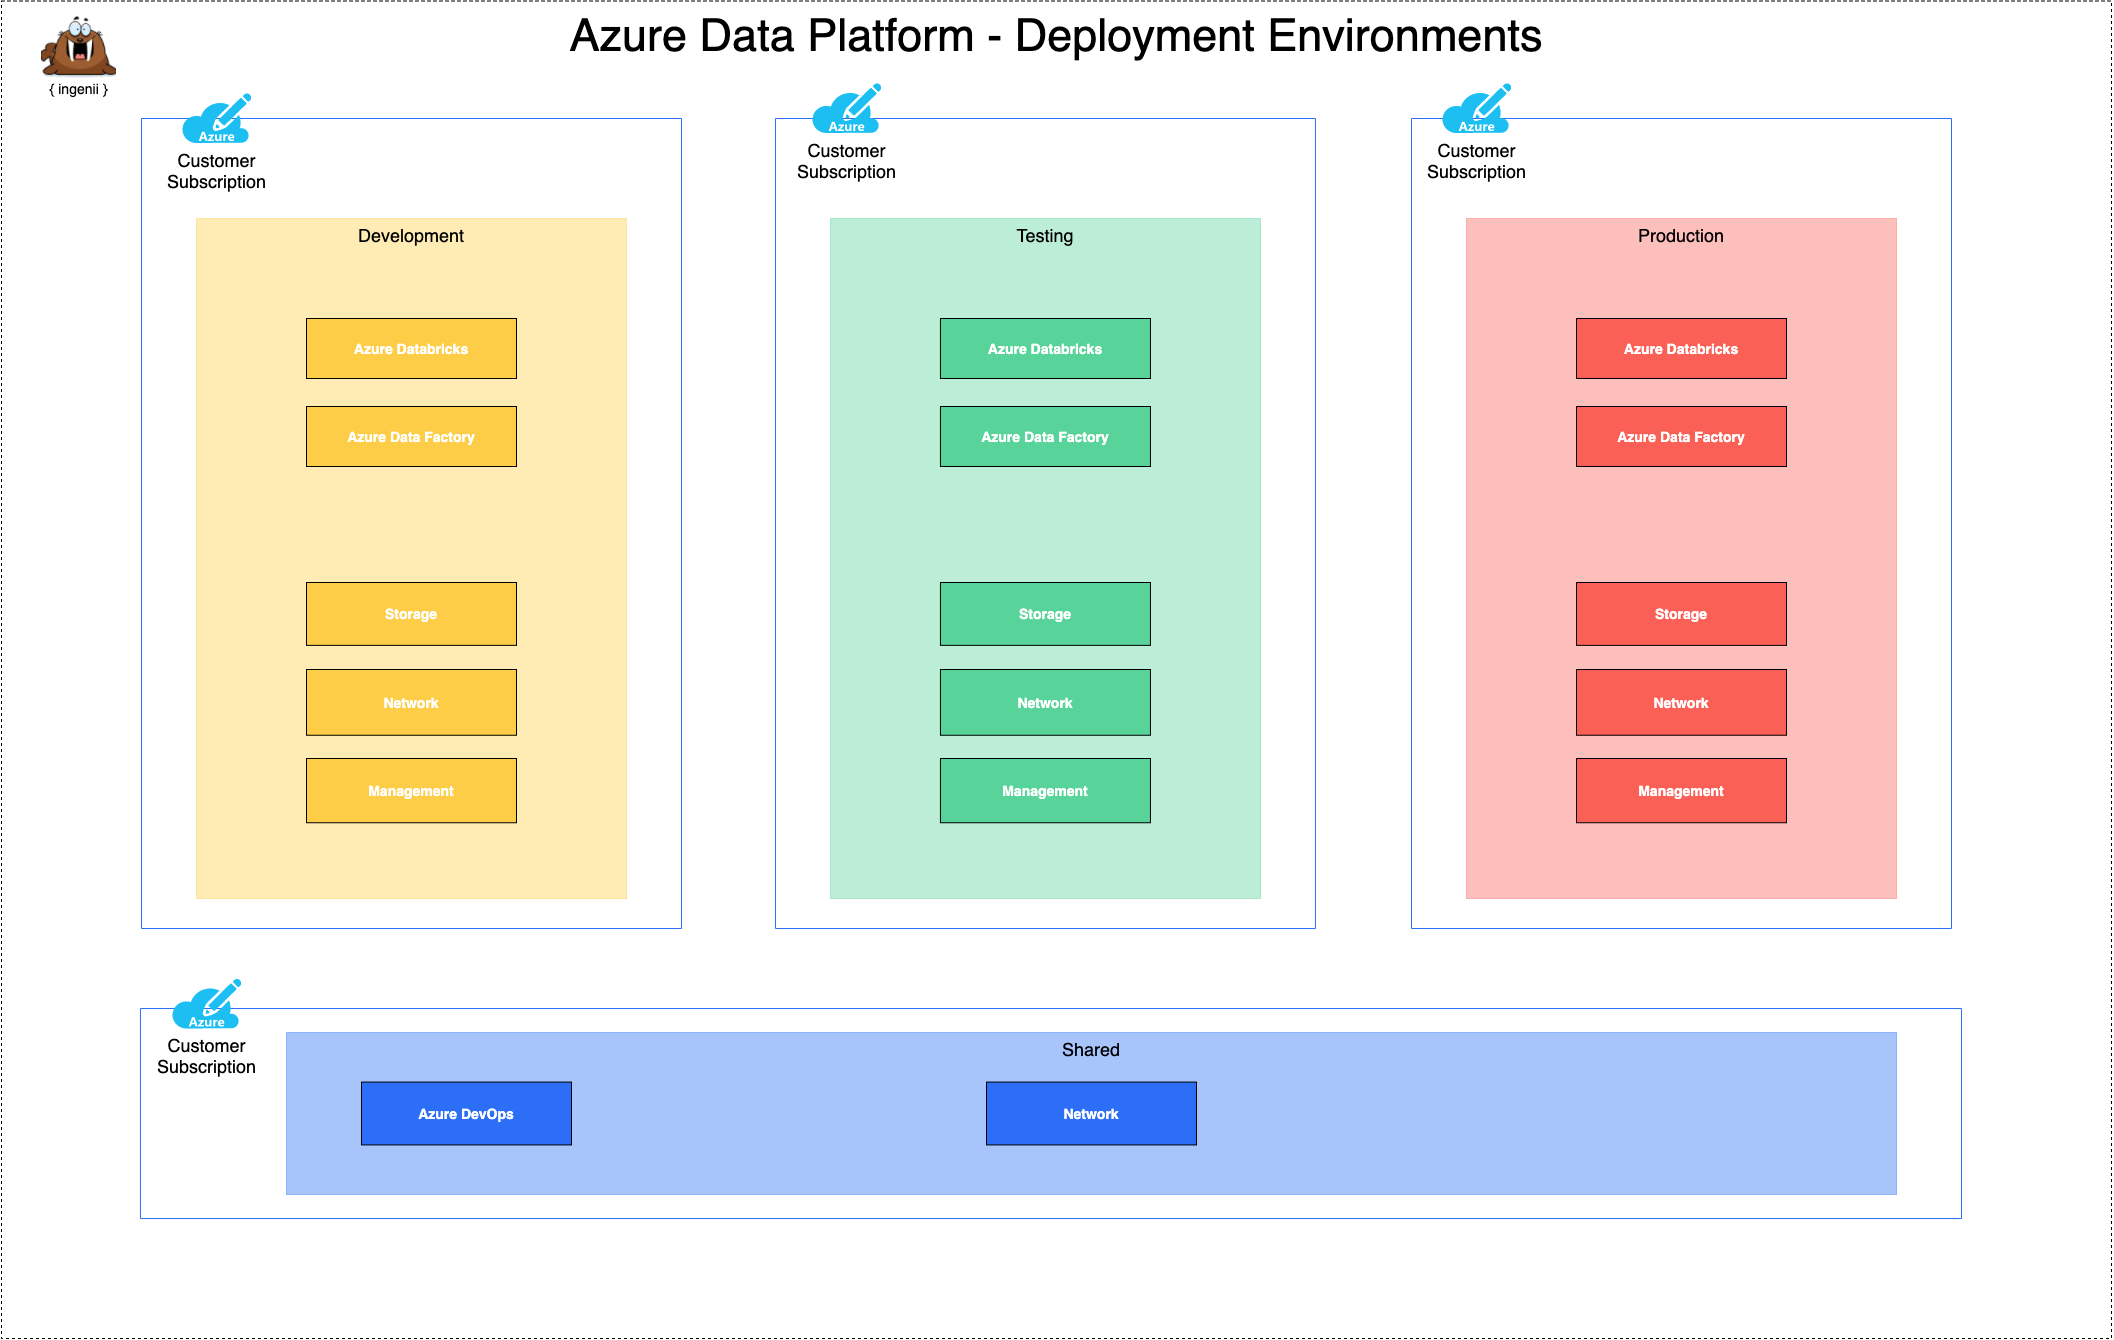 Azure Data Platform - Deployment Environments
{ ingenii }
Azure
Customer
Subscription
Development
Azure Databricks
Azure Data Factory
Storage
Network
Management
Azure
Customer
Subscription
Testing
Azure Databricks
Azure Data Factory
Storage
Network
Management
Azure
Customer
Subscription
Production
Azure Databricks
Azure Data Factory
Storage
Network
Management
Azure
Customer
Subscription
Shared
Azure DevOps
Network